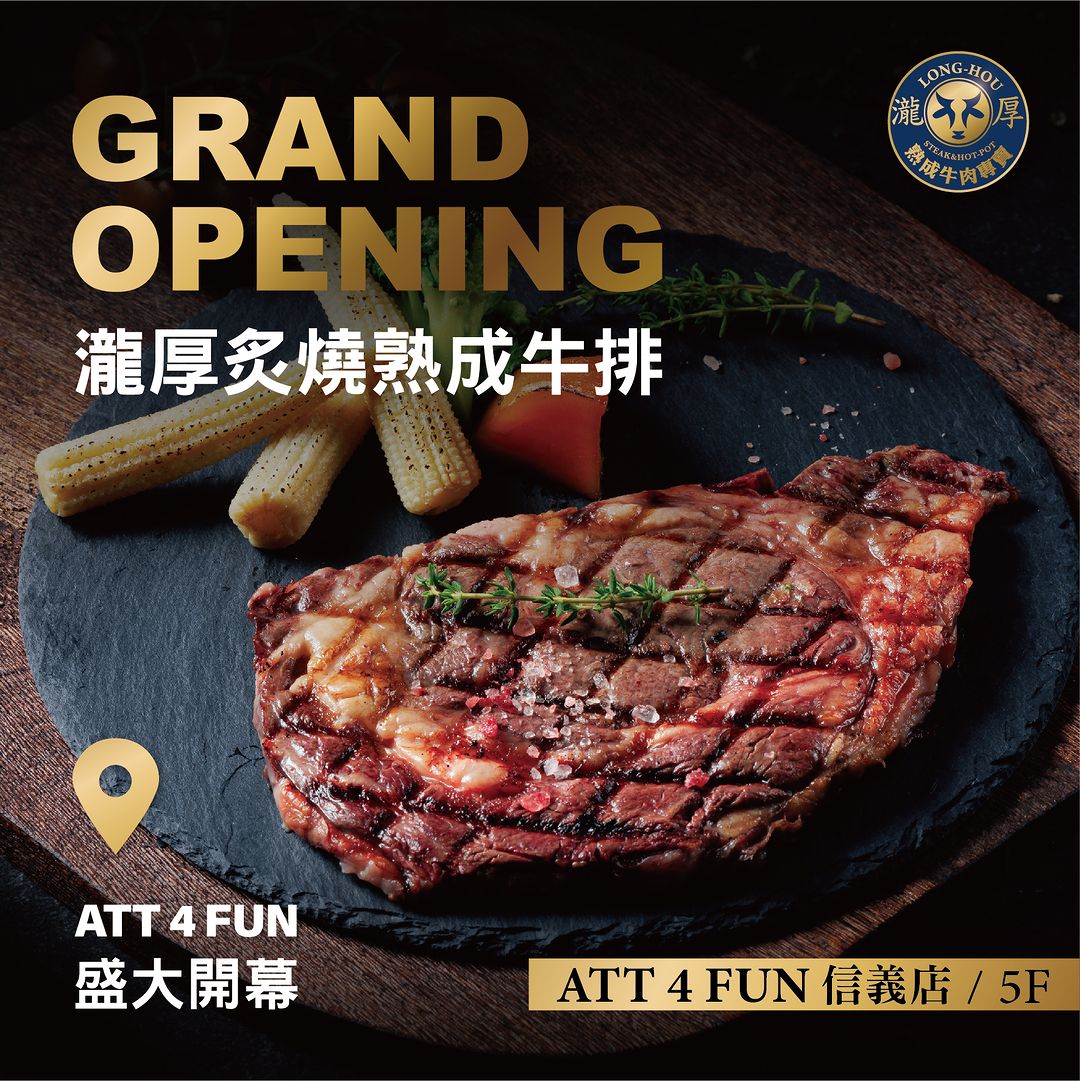 GRAND
OPENING
瀧厚炙燒熟成牛排
LONG-HOU
瀧 厚
STEAK&HOT-POT
熟成牛肉專賣
ATT 4 FUN
盛大開幕
ATT 4 FUN 信義店 / 5F